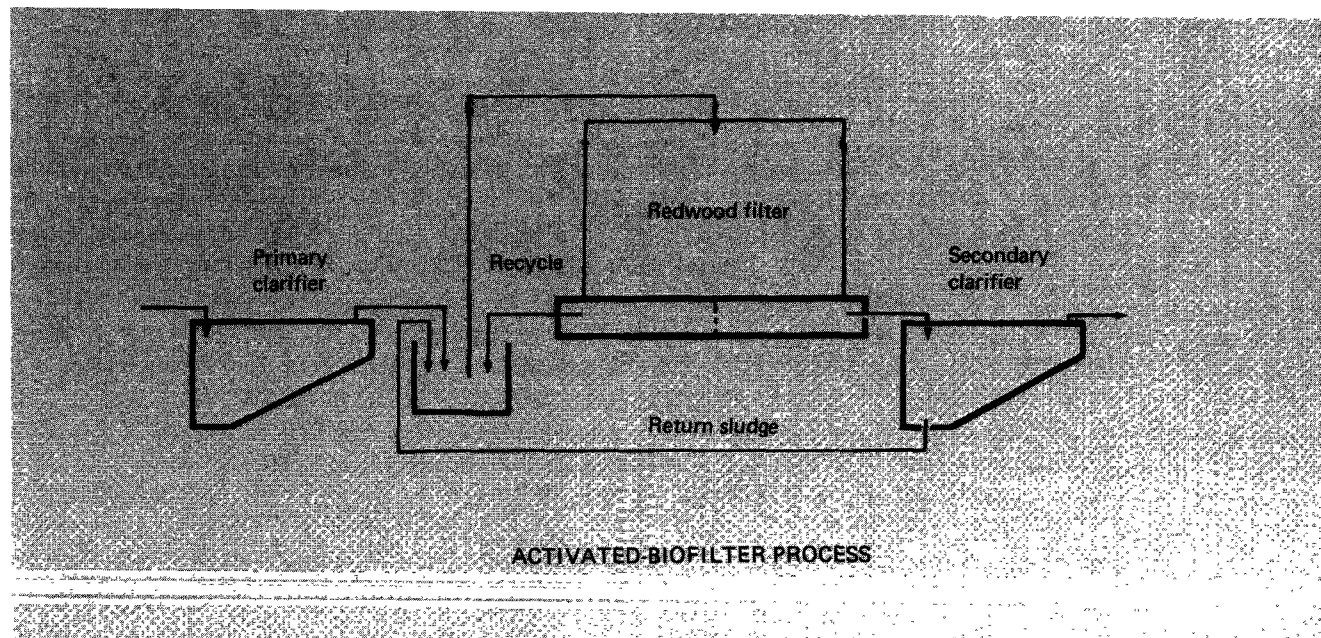 Redwood filter
Primary
clarifier
Recycle
Secondary
clarifier
Return sludge
ACTIVATED-BIOFILTER PROCESS